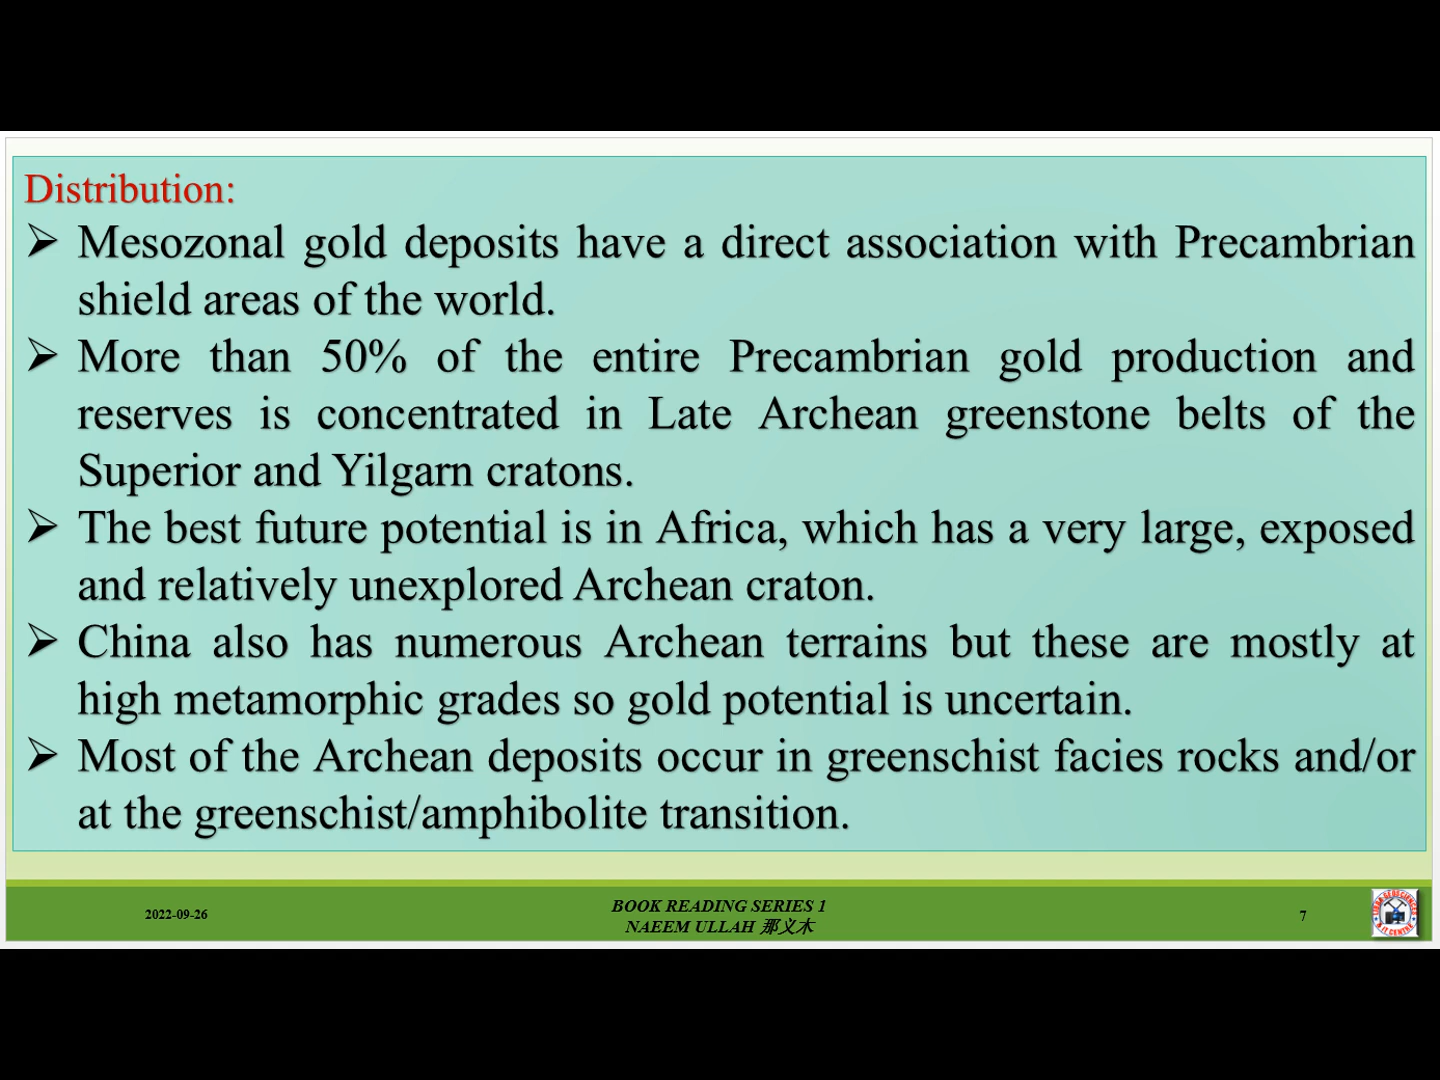 Distribution:
➢ Mesozonal gold deposits have a direct association with Precambrian
shield areas of the world.
➢ More than 50% of the entire Precambrian gold production and
reserves is concentrated in Late Archean greenstone belts of the
Superior and Yilgarn cratons.
➢ The best future potential is in Africa, which has a very large, exposed
and relatively unexplored Archean craton.
➢ China also has numerous Archean terrains but these are mostly at
high metamorphic grades so gold potential is uncertain.
➢ Most of the Archean deposits occur in greenschist facies rocks and/or
at the greenschist/amphibolite transition.
2022-09-26
BOOK READING SERIES 1
NAEEM ULLAH 那义木
7
& IT CENTRE